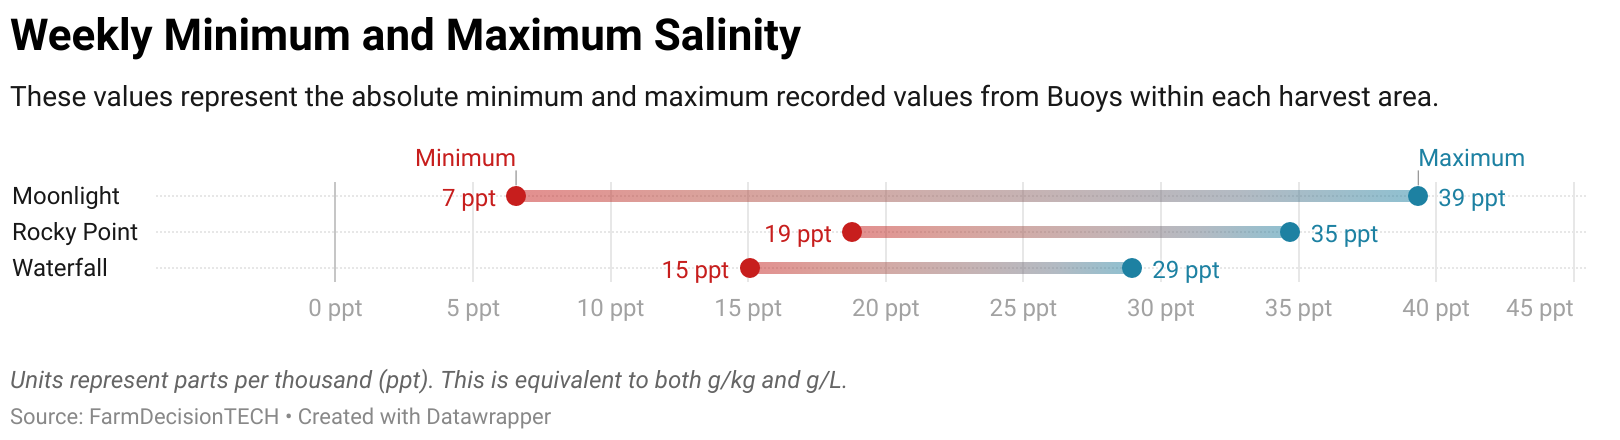 Weekly Minimum and Maximum Salinity
These values represent the absolute minimum and maximum recorded values from Buoys within each harvest area.
Minimum Maximum
Moonlight 7 ppt 39 ppt
Rocky Point 19 ppt 35 ppt
Waterfall 15 ppt 29 ppt
0 ppt 5 ppt 10 ppt 15 ppt 20 ppt 25 ppt 30 ppt 35 ppt 40 ppt 45 ppt
Units represent parts per thousand (ppt). This is equivalent to both g/kg and g/L.
Source: FarmDecisionTECH • Created with Datawrapper